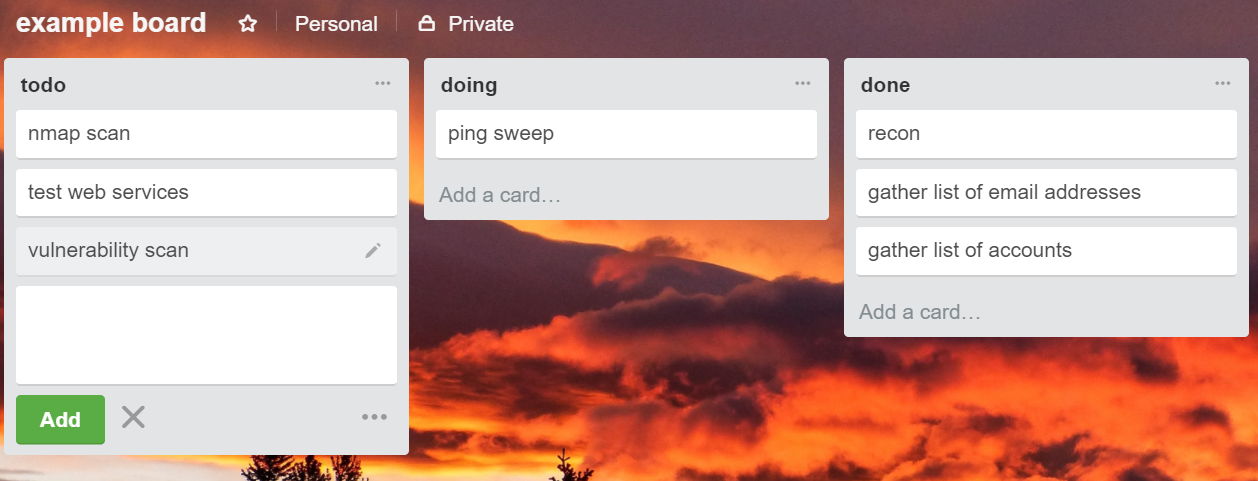 example board Personal Private
todo
nmap scan
test web services
vulnerability scan
Add
doing
ping sweep
Add a card…
done
recon
gather list of email addresses
gather list of accounts
Add a card…